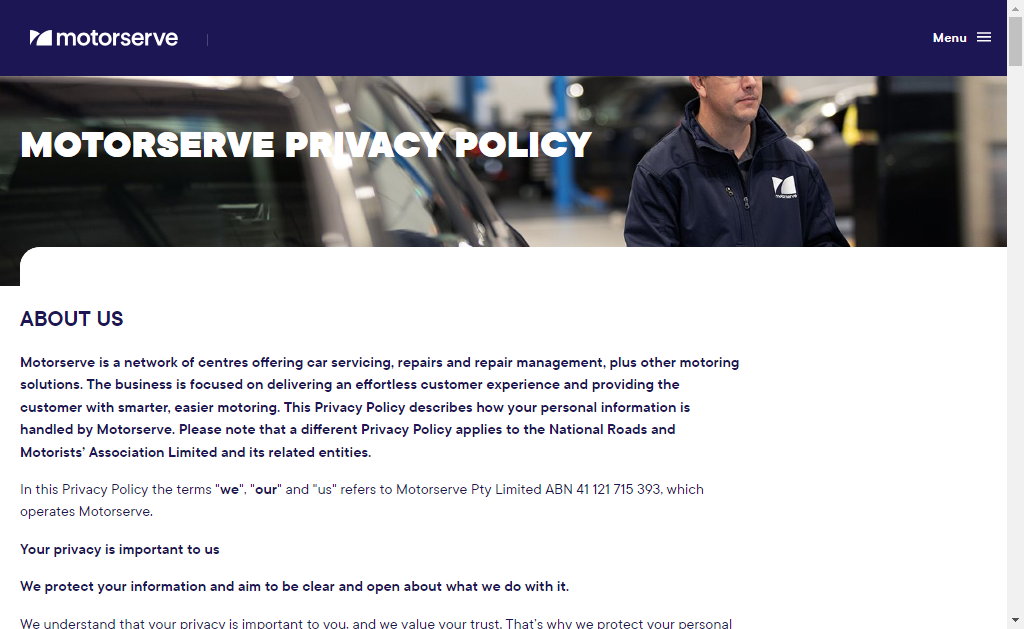 motorserve
Menu
MOTORSERVE PRIVACY POLICY
motorserve
ABOUT US
Motorserve is a network of centres offering car servicing, repairs and repair management, plus other motoring
solutions. The business is focused on delivering an effortless customer experience and providing the
customer with smarter, easier motoring. This Privacy Policy describes how your personal information is
handled by Motorserve. Please note that a different Privacy Policy applies to the National Roads and
Motorists’ Association Limited and its related entities.
In this Privacy Policy the terms "we", "our" and "us" refers to Motorserve Pty Limited ABN 41 121 715 393, which
operates Motorserve.
Your privacy is important to us
We protect your information and aim to be clear and open about what we do with it.
We understand that your privacy is important to you, and we value your trust. That’s why we protect your personal